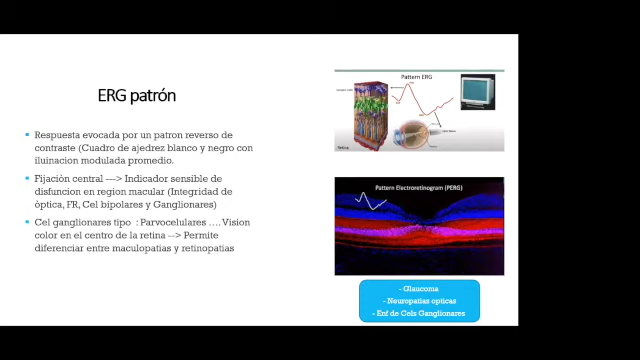 ERG patrón
Respuesta evocada por un patron reverso de
contraste (Cuadro de ajedrez blanco y negro con
iluinacion modulada promedio.
Fijación central ---> Indicador sensible de
disfuncion en region macular (Integridad de
òptica, FR, Cel bipolares y Ganglionares)
Cel ganglionares tipo : Parvocelulares …. Vision
color en el centro de la retina --> Permite
diferenciar entre maculopatias y retinopatias
Pattern ERG
Retina
Pattern Electroretinogram (PERG)
- Glaucoma
- Neuropatias opticas
- Enf de Cels Ganglionares